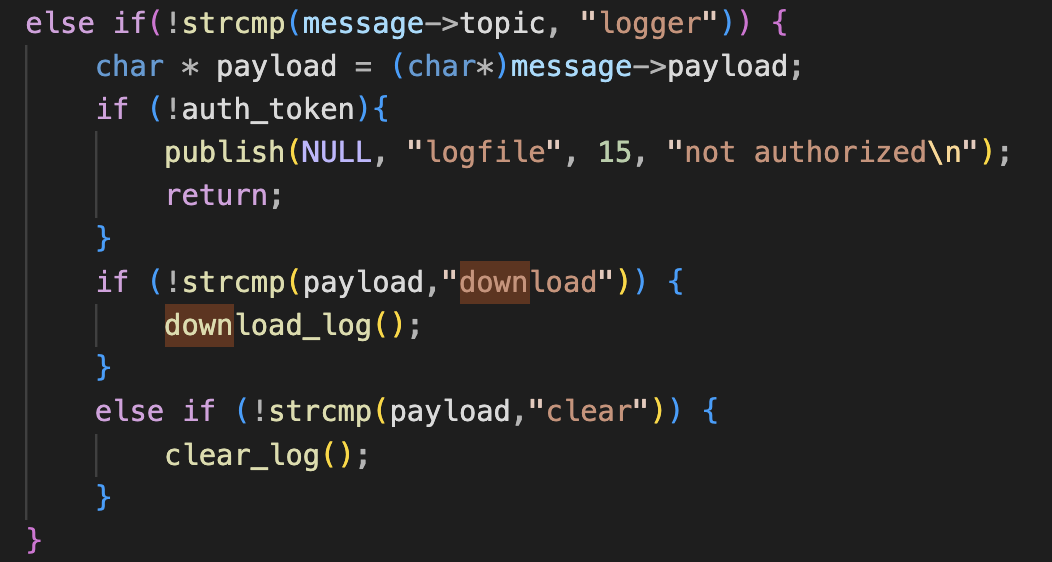 else if(!strcmp(message->topic, "logger")) {
char * payload = (char*)message->payload;
if (!auth_token){
publish(NULL, "logfile", 15, "not authorized\n");
return;
}
if (!strcmp(payload,"download")) {
download_log();
}
else if (!strcmp(payload,"clear")) {
clear_log();
}
}